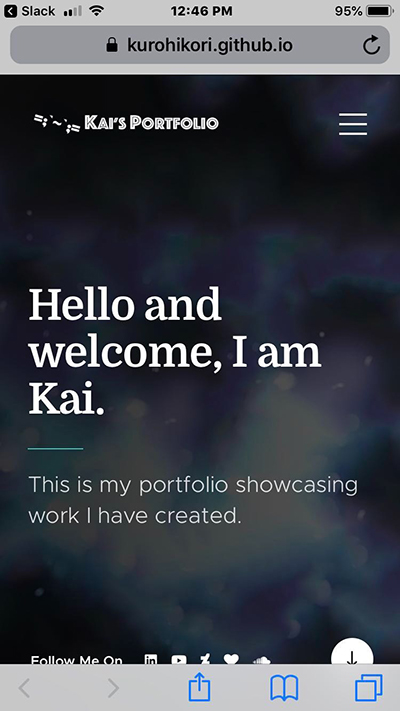 Slack 12:46 PM 95%
kurohikori.github.io
=;`~`;= Kai's Portfolio
Hello and
welcome, I am
Kai.
This is my portfolio showcasing
work I have created.
Follow Me On